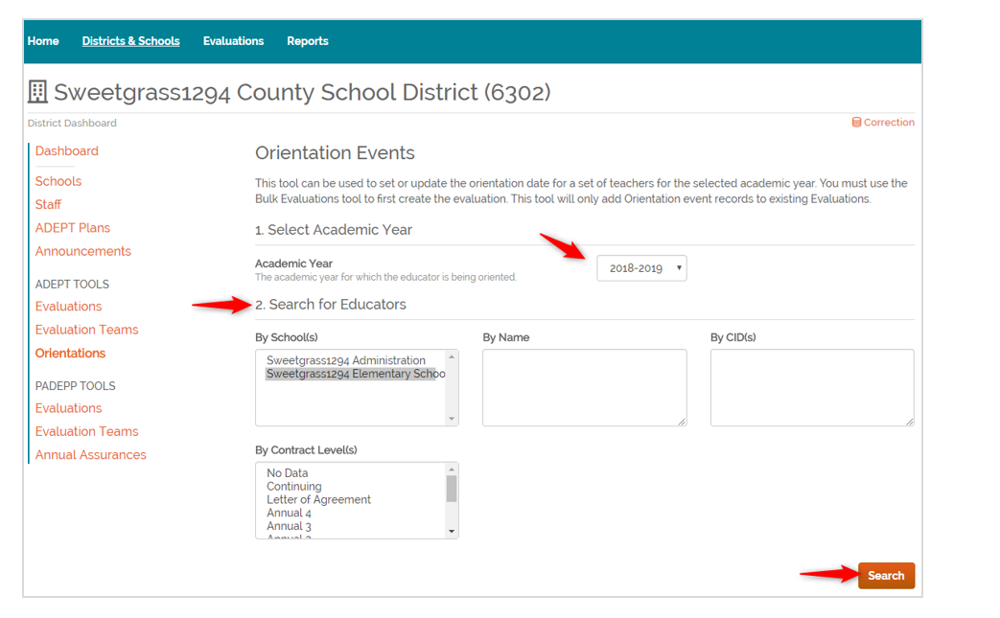 Home Districts & Schools Evaluations Reports
Sweetgrass1294 County School District (6302)
District Dashboard
Correction
Dashboard
Schools
Staff
ADEPT Plans
Announcements
ADEPT TOOLS
Evaluations
Evaluation Teams
Orientations
PADEPP TOOLS
Evaluations
Evaluation Teams
Annual Assurances
Orientation Events
This tool can be used to set or update the orientation date for a set of teachers for the selected academic year. You must use the
Bulk Evaluations tool to first create the evaluation. This tool will only add Orientation event records to existing Evaluations.
1. Select Academic Year
Academic Year
The academic year for which the educator is being oriented.
2018-2019
2. Search for Educators
By School(s)
Sweetgrass1294 Administration
Sweetgrass1294 Elementary Schoo
By Name
By CID(s)
By Contract Level(s)
No Data
Continuing
Letter of Agreement
Annual 4
Annual 3
Search